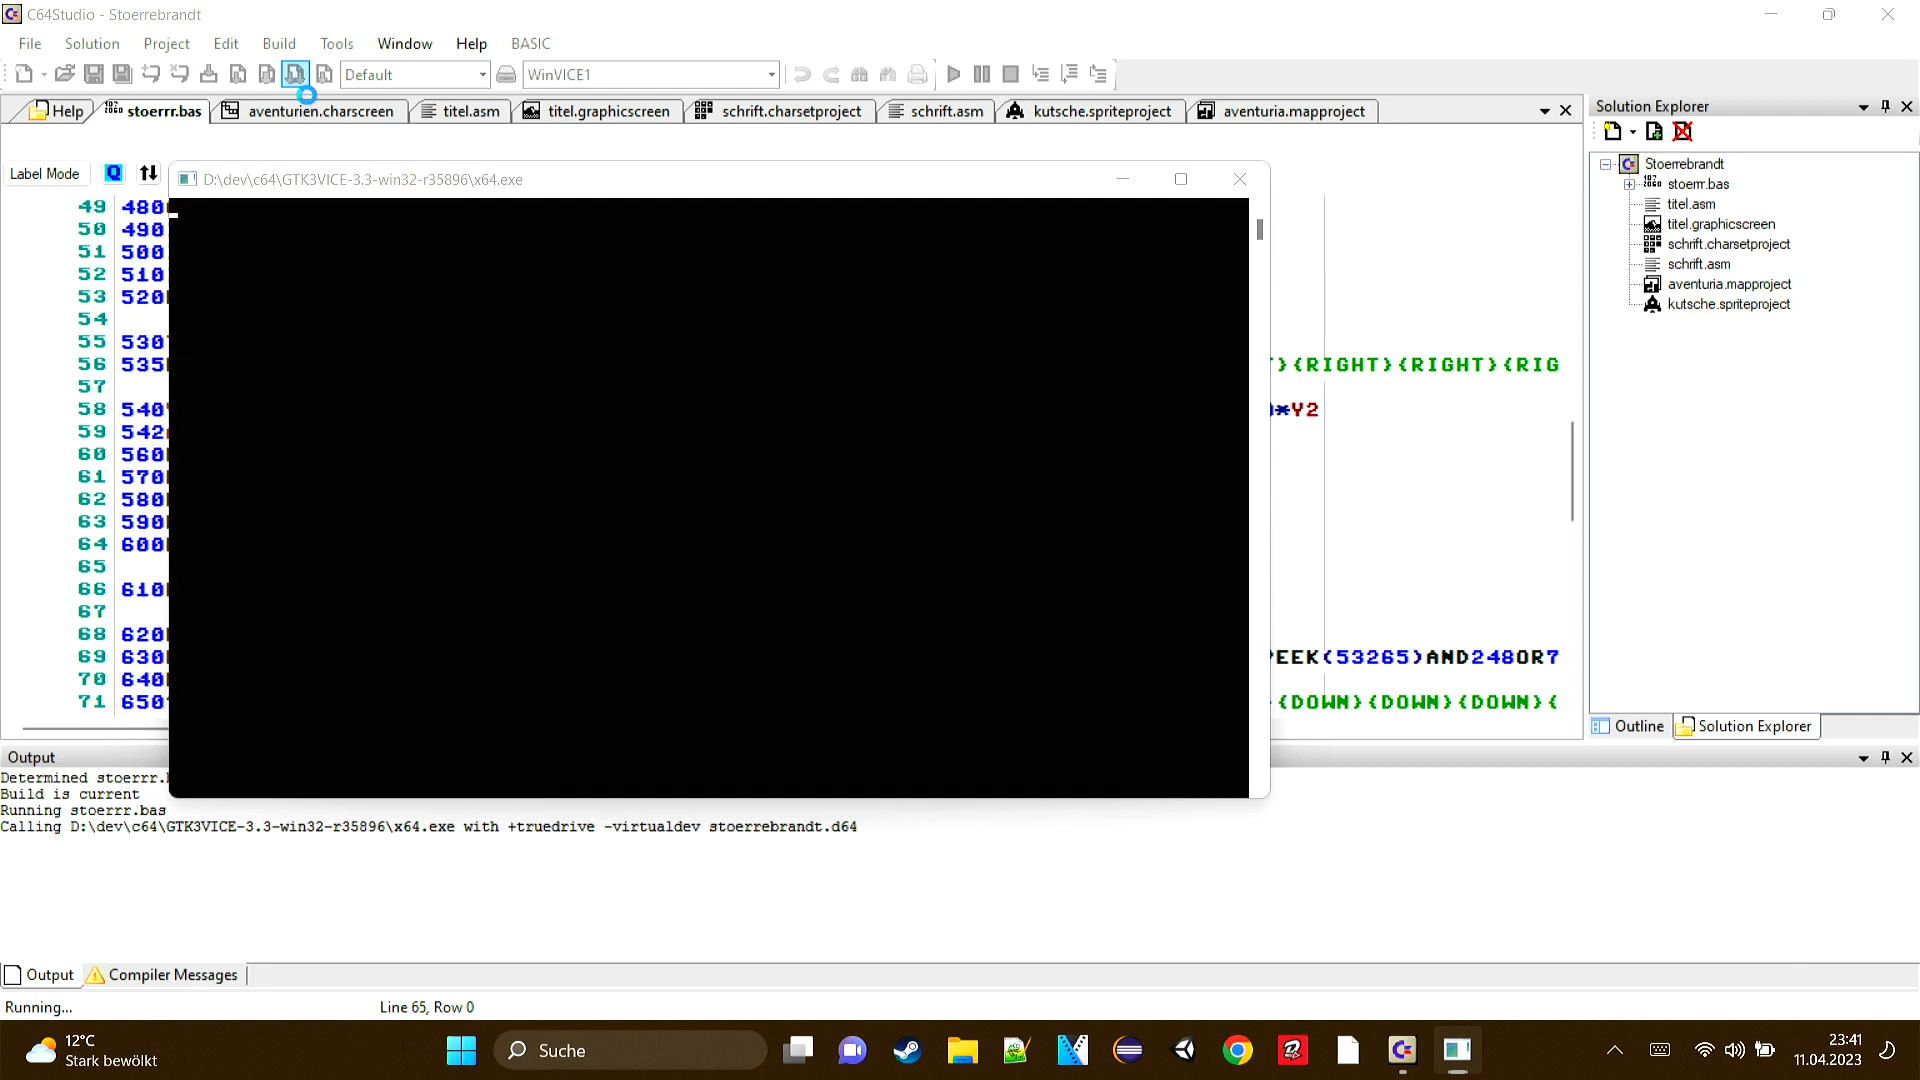 C64Studio - Stoerrebrandt
File Solution Project Edit Build Tools Window Help BASIC
Default WinVICE1
Help stoerrr.bas aventurien.charscreen titel.asm titel.graphicscreen schrift.charsetproject schrift.asm kutsche.spriteproject aventuria.mapproject
Solution Explorer
Label Mode Q
D:\dev\c64\GTK3VICE-3.3-win32-r35896\x64.exe
Stoerrebrandt
stoerrr.bas
titel.asm
titel.graphicscreen
schrift.charsetproject
schrift.asm
aventuria.mapproject
kutsche.spriteproject
49 480
50 490
51 500
52 510
53 520
54
55 530
56 535 T}{RIGHT}{RIGHT}{RIG
57
58 540 *Y2
59 542
60 560
61 570
62 580
63 590
64 600
65
66 610
67
68 620
69 630 EEK(53265)AND248OR7
70 640
71 650 {DOWN}{DOWN}{DOWN}{
Outline Solution Explorer
Output
Determined stoerrr.
Build is current
Running stoerrr.bas
Calling D:\dev\c64\GTK3VICE-3.3-win32-r35896\x64.exe with +truedrive -virtualdev stoerrebrandt.d64
Output Compiler Messages
Running... Line 65, Row 0
12°C
Stark bewölkt
Suche
23:41
11.04.2023